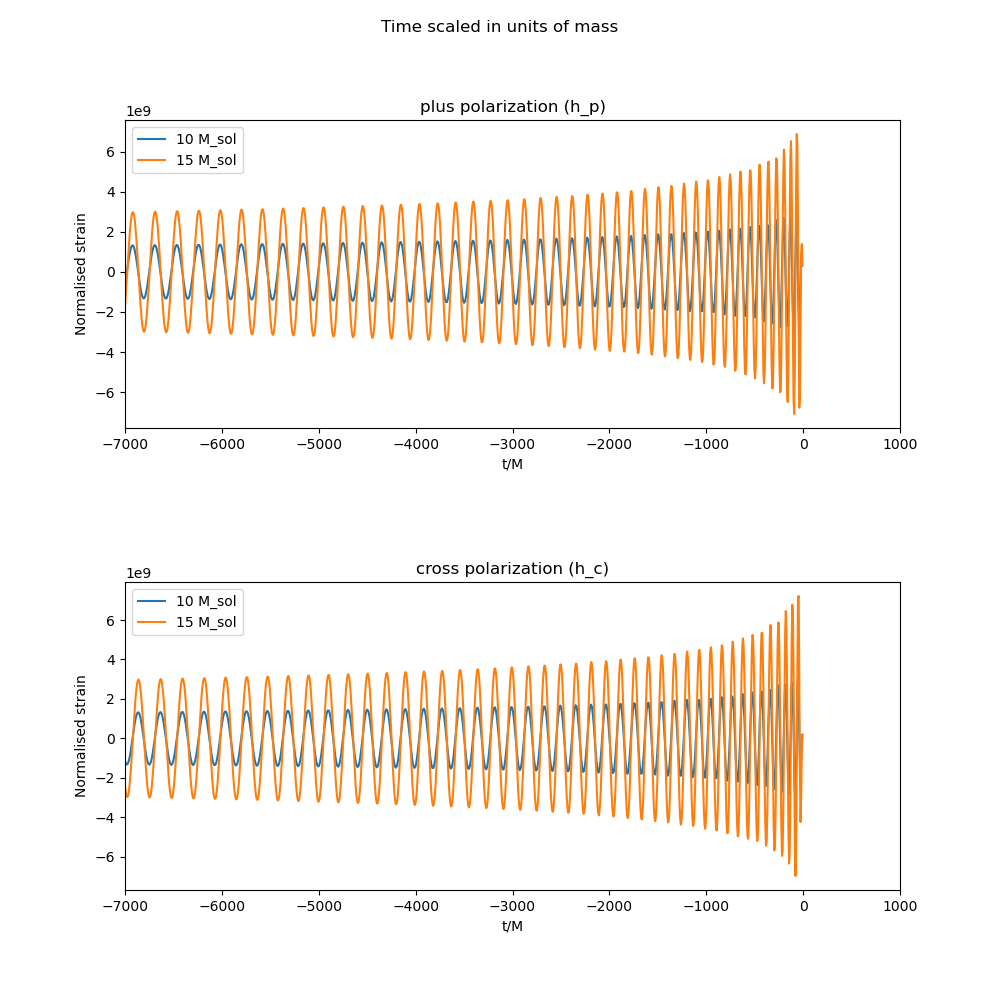 Time scaled in units of mass
plus polarization (h_p)
1e9
10 M_sol
15 M_sol
6
4
2
0
−2
−4
−6
Normalised strain
−7000 −6000 −5000 −4000 −3000 −2000 −1000 0 1000
t/M
cross polarization (h_c)
1e9
10 M_sol
15 M_sol
6
4
2
0
−2
−4
−6
Normalised strain
−7000 −6000 −5000 −4000 −3000 −2000 −1000 0 1000
t/M